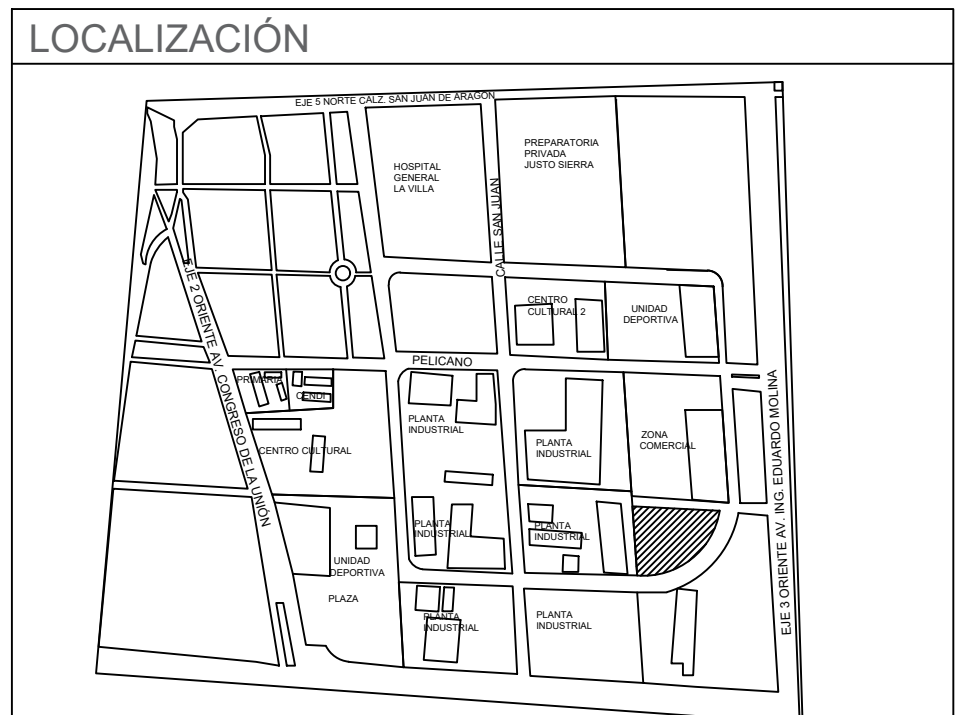 LOCALIZACIÓN
EJE 5 NORTE CALZ. SAN JUAN DE ARAGON
HOSPITAL
GENERAL
LA VILLA
CALLE SAN JUAN
PREPARATORIA
PRIVADA
JUSTO SIERRA
EJE 2 ORIENTE AV. CONGRESO DE LA UNIÓN
CENTRO
CULTURAL 2
UNIDAD
DEPORTIVA
PELICANO
PRIMARIA
CENDI
CENTRO CULTURAL
PLANTA
INDUSTRIAL
PLANTA
INDUSTRIAL
ZONA
COMERCIAL
EJE 3 ORIENTE AV. ING. EDUARDO MOLINA
PLANTA
INDUSTRIAL
PLANTA
INDUSTRIAL
UNIDAD
DEPORTIVA
PLAZA
PLANTA
INDUSTRIAL
PLANTA
INDUSTRIAL